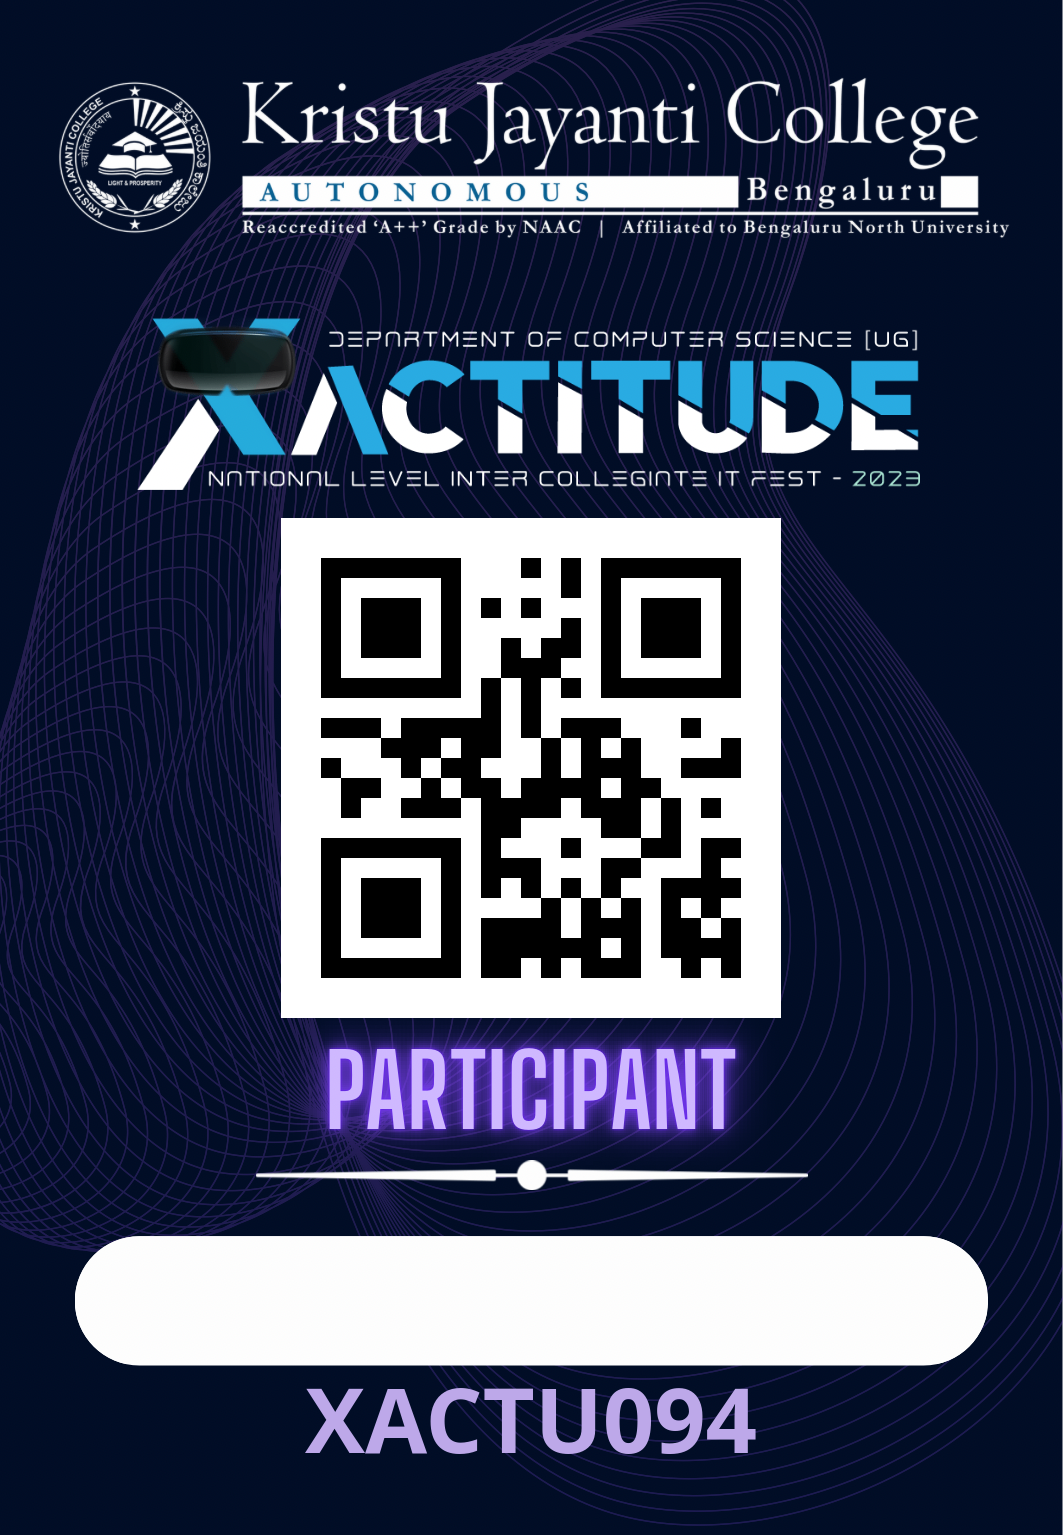 KRISTU JAYANTI COLLEGE
LIGHT & PROSPERITY
Kristu Jayanti College
AUTONOMOUS Bengaluru
Reaccredited ‘A++’ Grade by NAAC | Affiliated to Bengaluru North University
DEPARTMENT OF COMPUTER SCIENCE [UG]
XACTITUDE
NATIONAL LEVEL INTER COLLEGIATE IT FEST - 2023
PARTICIPANT
XACTU094